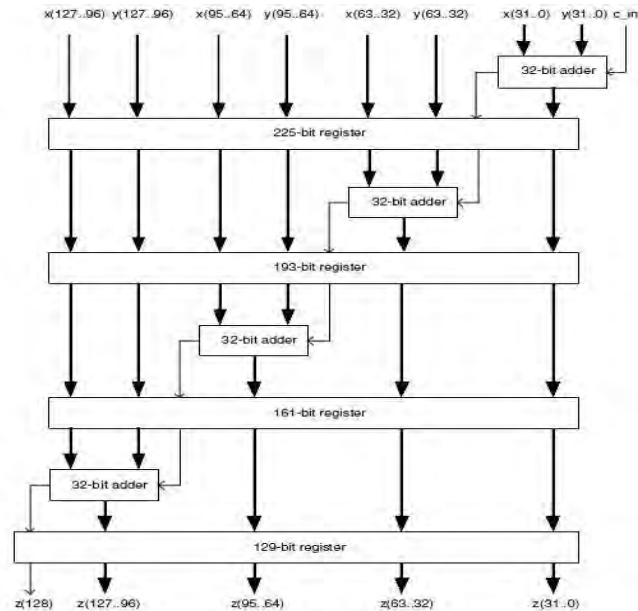 x(127..96) y(127..96) x(95..64) y(95..64) x(63..32) y(63..32) x(31..0) y(31..0) c_in
32-bit adder
225-bit register
32-bit adder
193-bit register
32-bit adder
161-bit register
32-bit adder
129-bit register
z(128) z(127..96) z(95..64) z(63..32) z(31..0)